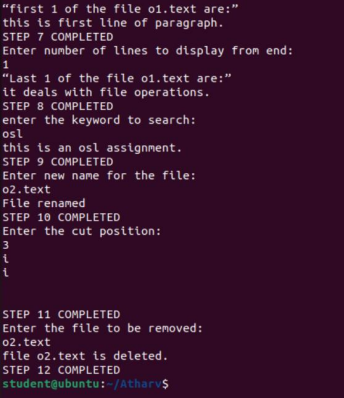 “first 1 of the file o1.text are:”
this is first line of paragraph.
STEP 7 COMPLETED
Enter number of lines to display from end:
1
“Last 1 of the file o1.text are:”
it deals with file operations.
STEP 8 COMPLETED
enter the keyword to search:
osl
this is an osl assignment.
STEP 9 COMPLETED
Enter new name for the file:
o2.text
File renamed
STEP 10 COMPLETED
Enter the cut position:
3
i
i
STEP 11 COMPLETED
Enter the file to be removed:
o2.text
file o2.text is deleted.
STEP 12 COMPLETED
student@ubuntu:~/Atharv$